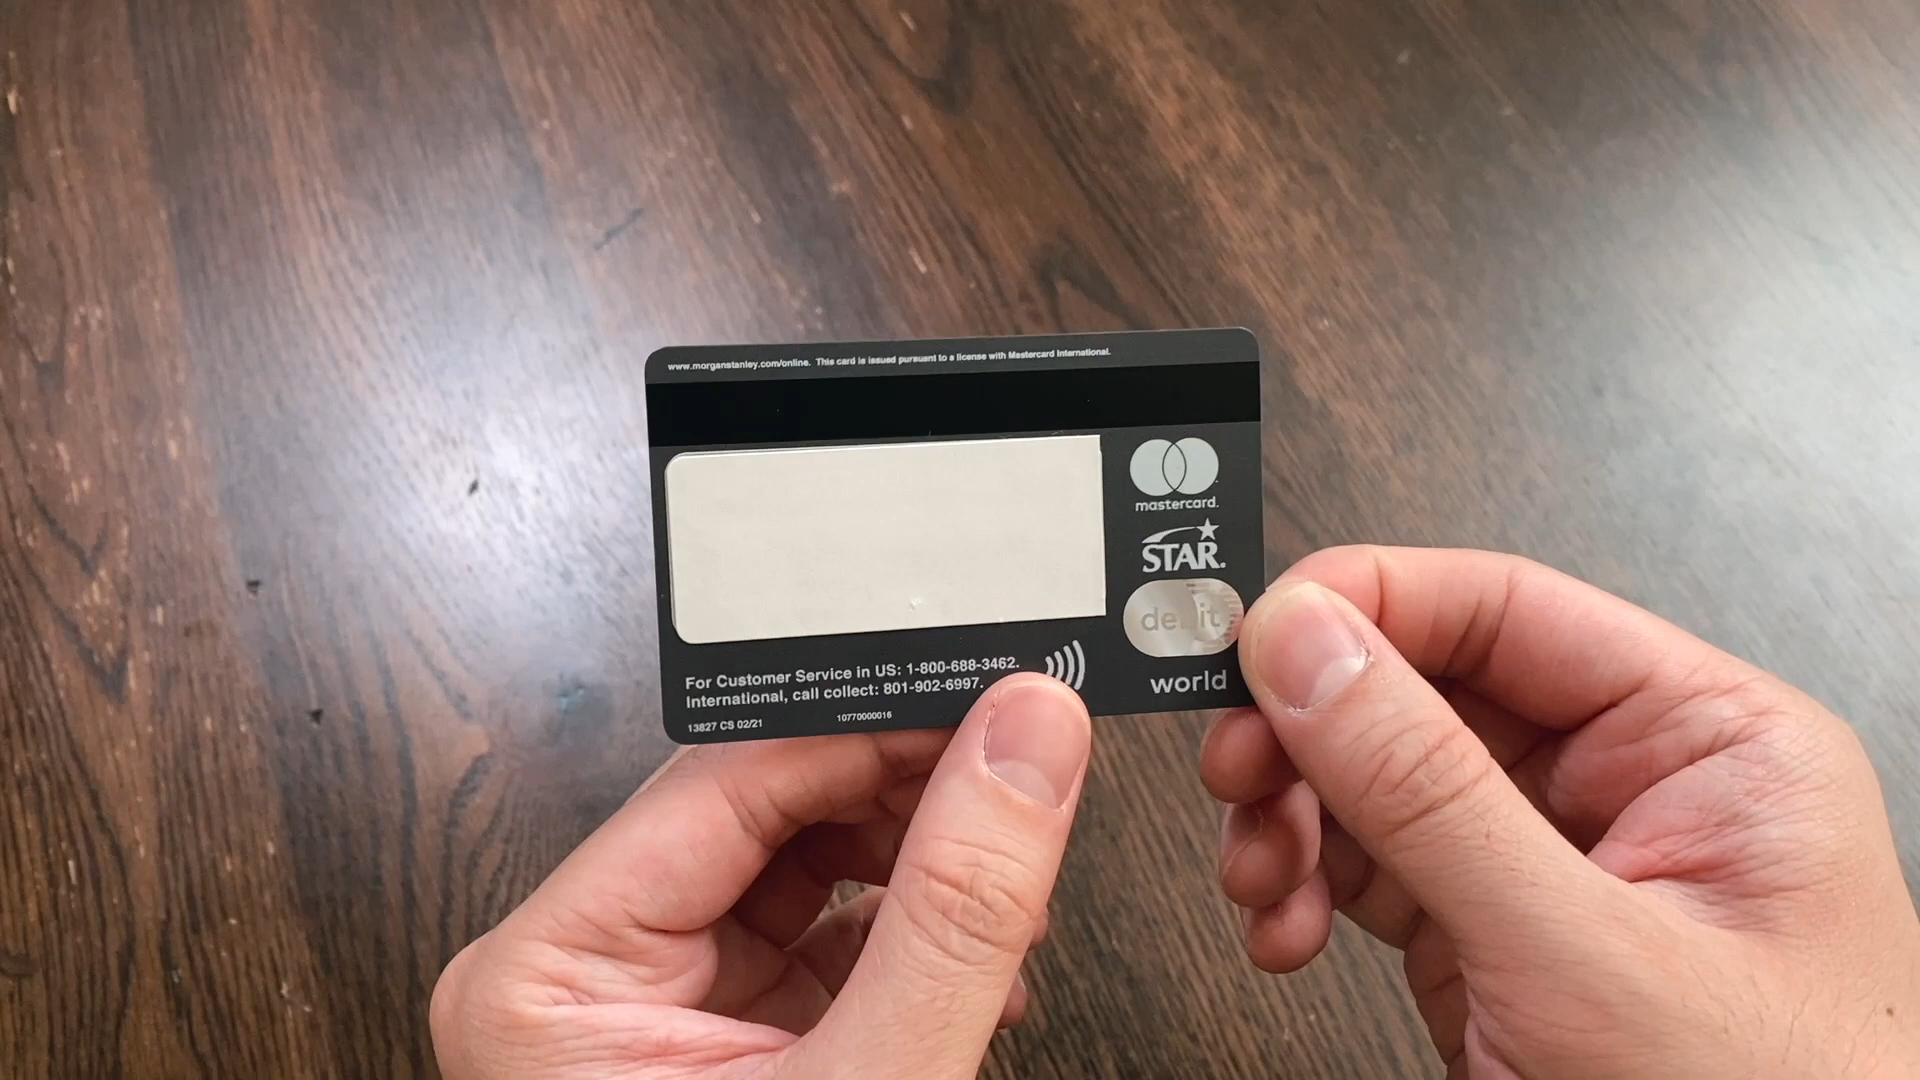 www.morganstanley.com/online. This card is issued pursuant to a license with Mastercard International.
mastercard.
STAR.
debit
world
For Customer Service in US: 1-800-688-3462.
International, call collect: 801-902-6997.
13827 CS 02/21 10770000016